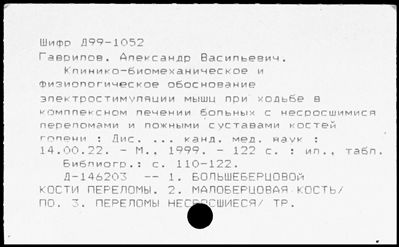 Шифр Д99-1052
Гаврилов, Александр Васильевич.
Клинико-биомеханическое и
физиологическое обоснование
электростимуляции мышц при ходьбе в
комплексном лечении больных с несросшимися
переломами и ложными суставами костей
голени : Дис. ... канд. мед. наук :
14.00.22. - М., 1999. - 122 с. : ил., табл.
Библиогр.: с. 110-122.
Д-146203 -- 1. БОЛЬШЕБЕРЦОВОЙ
КОСТИ ПЕРЕЛОМЫ. 2. МАЛОБЕРЦОВАЯ КОСТЬ/
ПО. 3. ПЕРЕЛОМЫ НЕСРОСШИЕСЯ/ ТР.